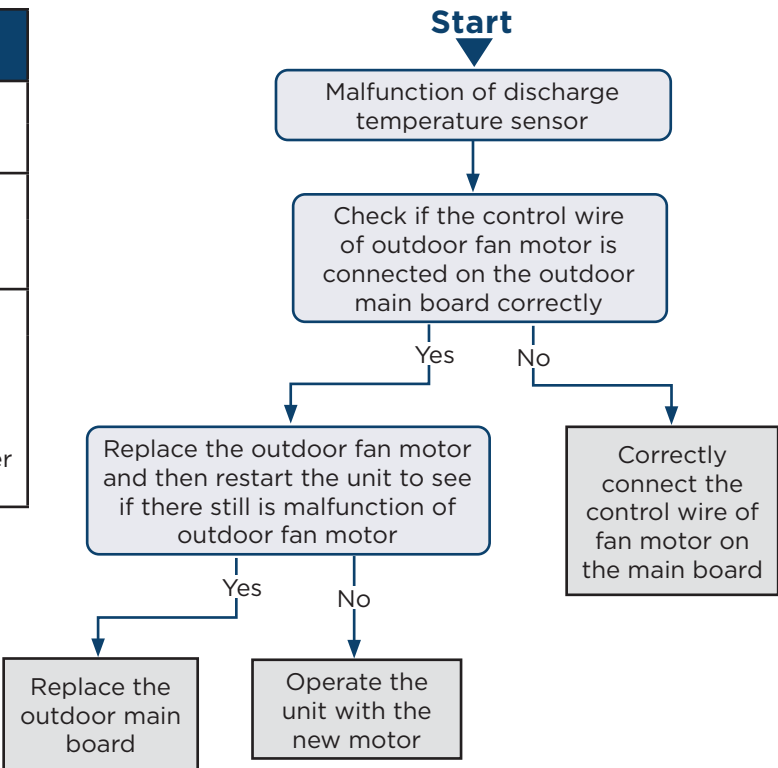 Start
Malfunction of discharge
temperature sensor
Check if the control wire
of outdoor fan motor is
connected on the outdoor
main board correctly
Yes
No
Replace the outdoor fan motor
and then restart the unit to see
if there still is malfunction of
outdoor fan motor
Correctly
connect the
control wire of
fan motor on
the main board
Yes
No
Replace the
outdoor main
board
Operate the
unit with the
new motor